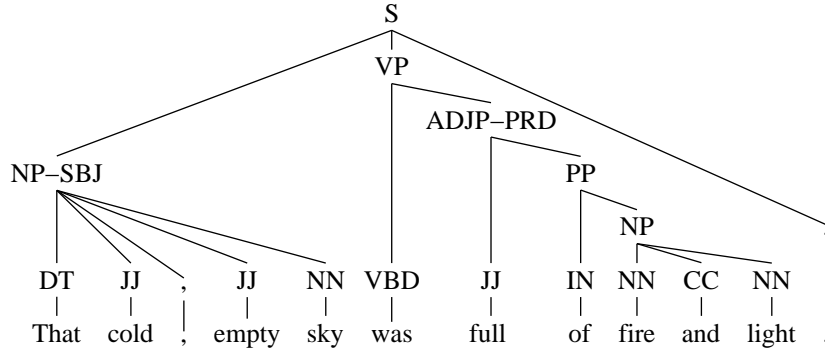 S
VP
ADJP–PRD
NP–SBJ PP
NP .
DT JJ , JJ NN VBD JJ IN NN CC NN
That cold , empty sky was full of fire and light .